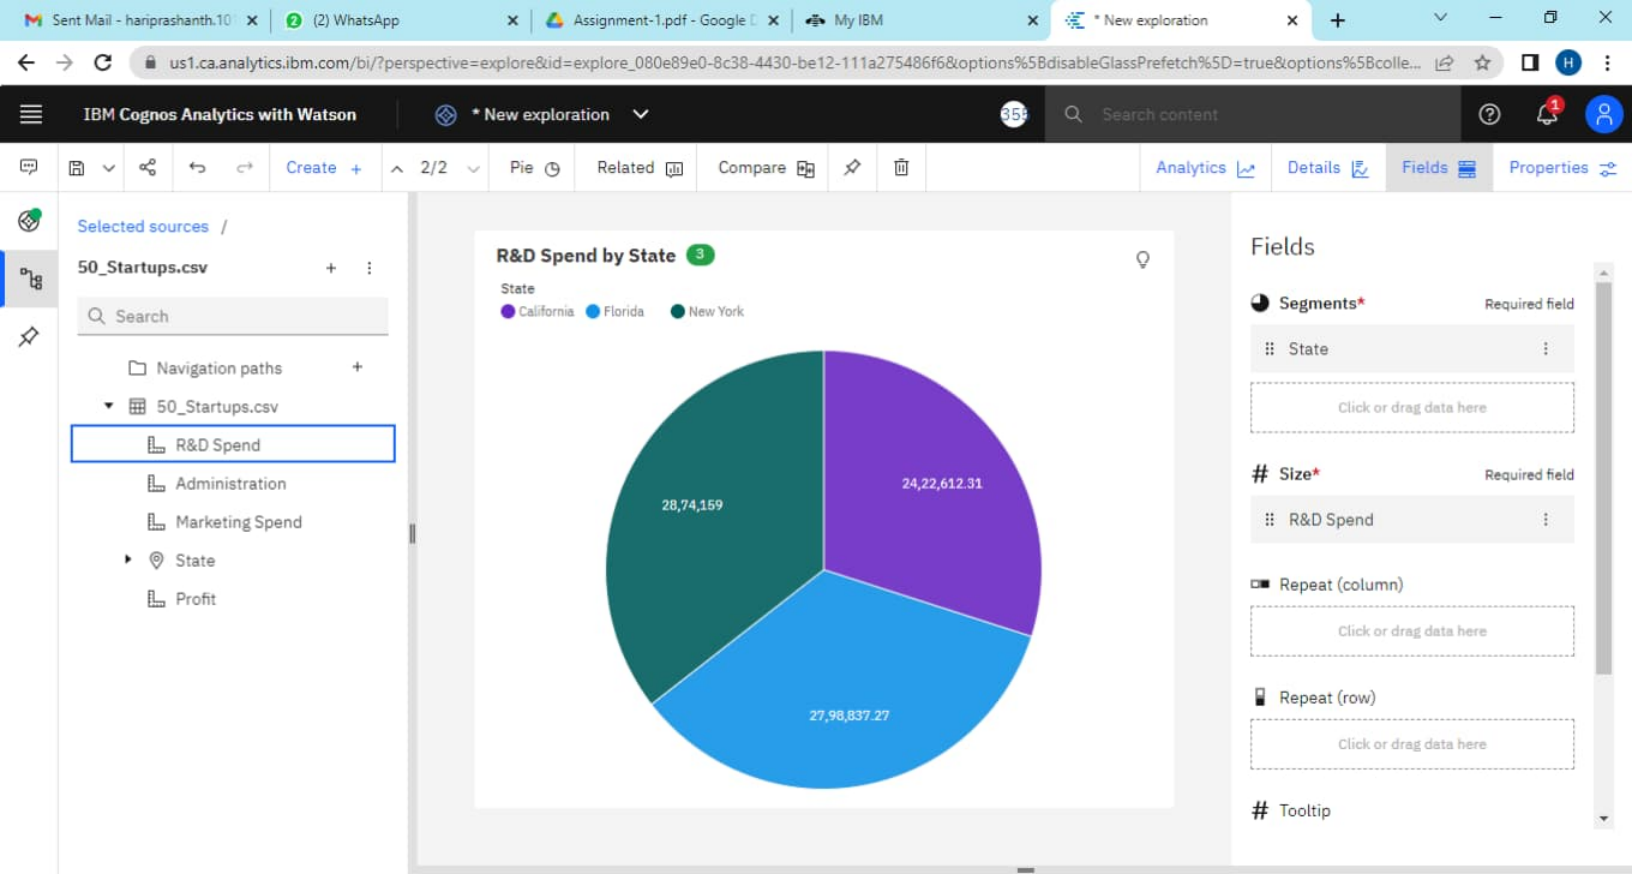 Sent Mail - hariprashanth.10
(2) WhatsApp
Assignment-1.pdf - Google D
My IBM
* New exploration
us1.ca.analytics.ibm.com/bi/?perspective=explore&id=explore_080e89e0-8c38-4430-be12-111a275486f6&options%5BdisableGlassPrefetch%5D=true&options%5Bcolle...
H
IBM Cognos Analytics with Watson
* New exploration
Search content
1
Create +
2/2
Pie
Related
Compare
Analytics
Details
Fields
Properties
Selected sources /
50_Startups.csv
Search
Navigation paths
50_Startups.csv
R&D Spend
Administration
Marketing Spend
State
Profit
R&D Spend by State 3
State
California Florida New York
24,22,612.31
28,74,159
27,98,837.27
Fields
Segments* Required field
State
Click or drag data here
# Size* Required field
R&D Spend
Repeat (column)
Click or drag data here
Repeat (row)
Click or drag data here
# Tooltip